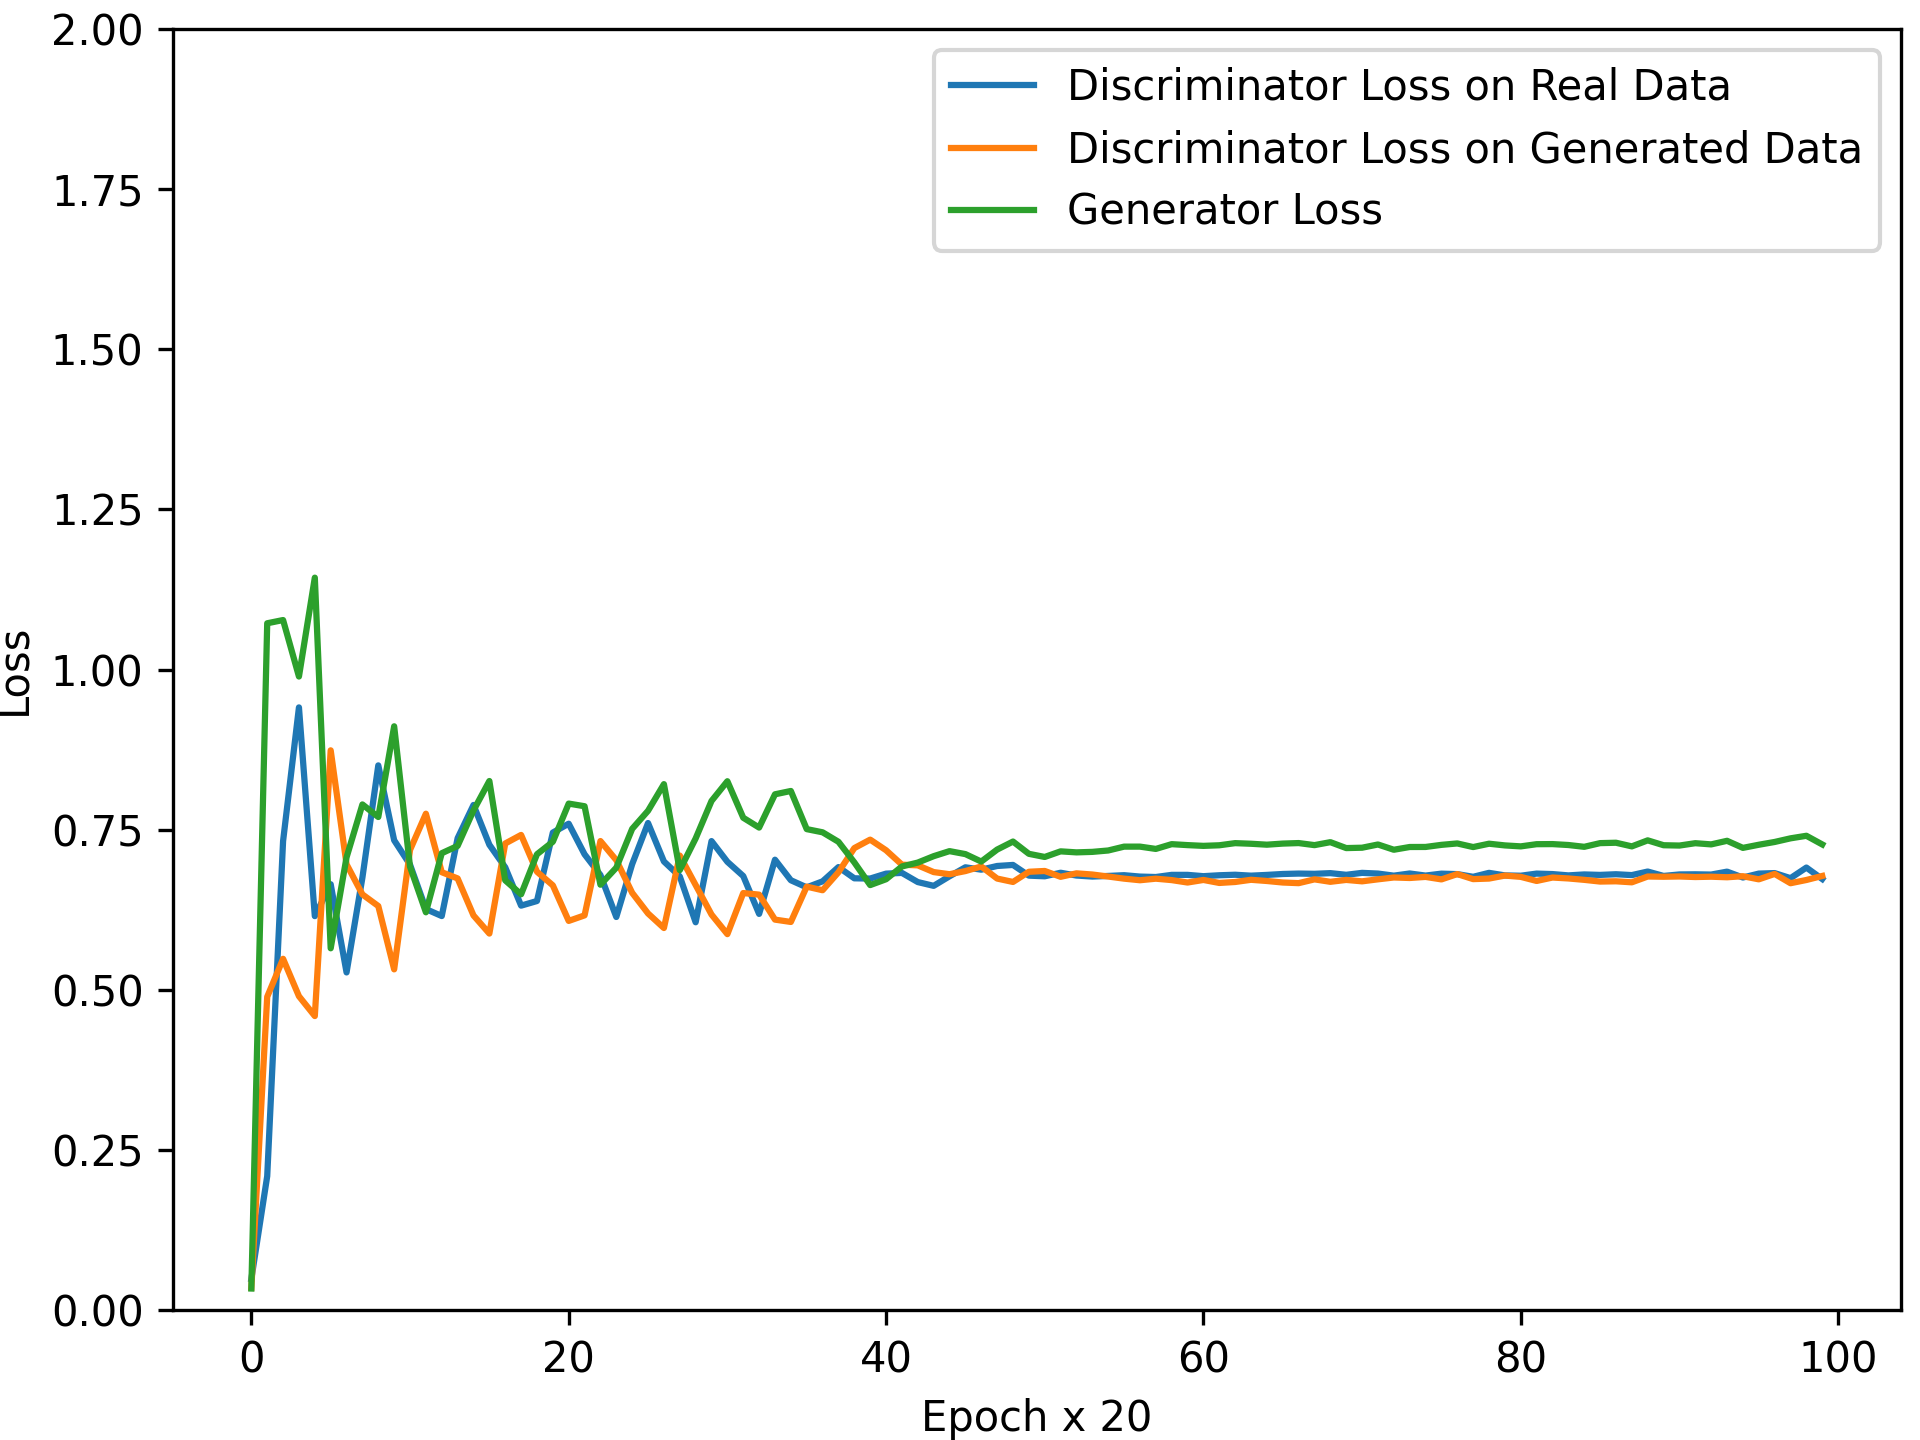 2.00
1.75
1.50
1.25
1.00
0.75
0.50
0.25
0.00
Loss
Discriminator Loss on Real Data
Discriminator Loss on Generated Data
Generator Loss
0 20 40 60 80 100
Epoch x 20